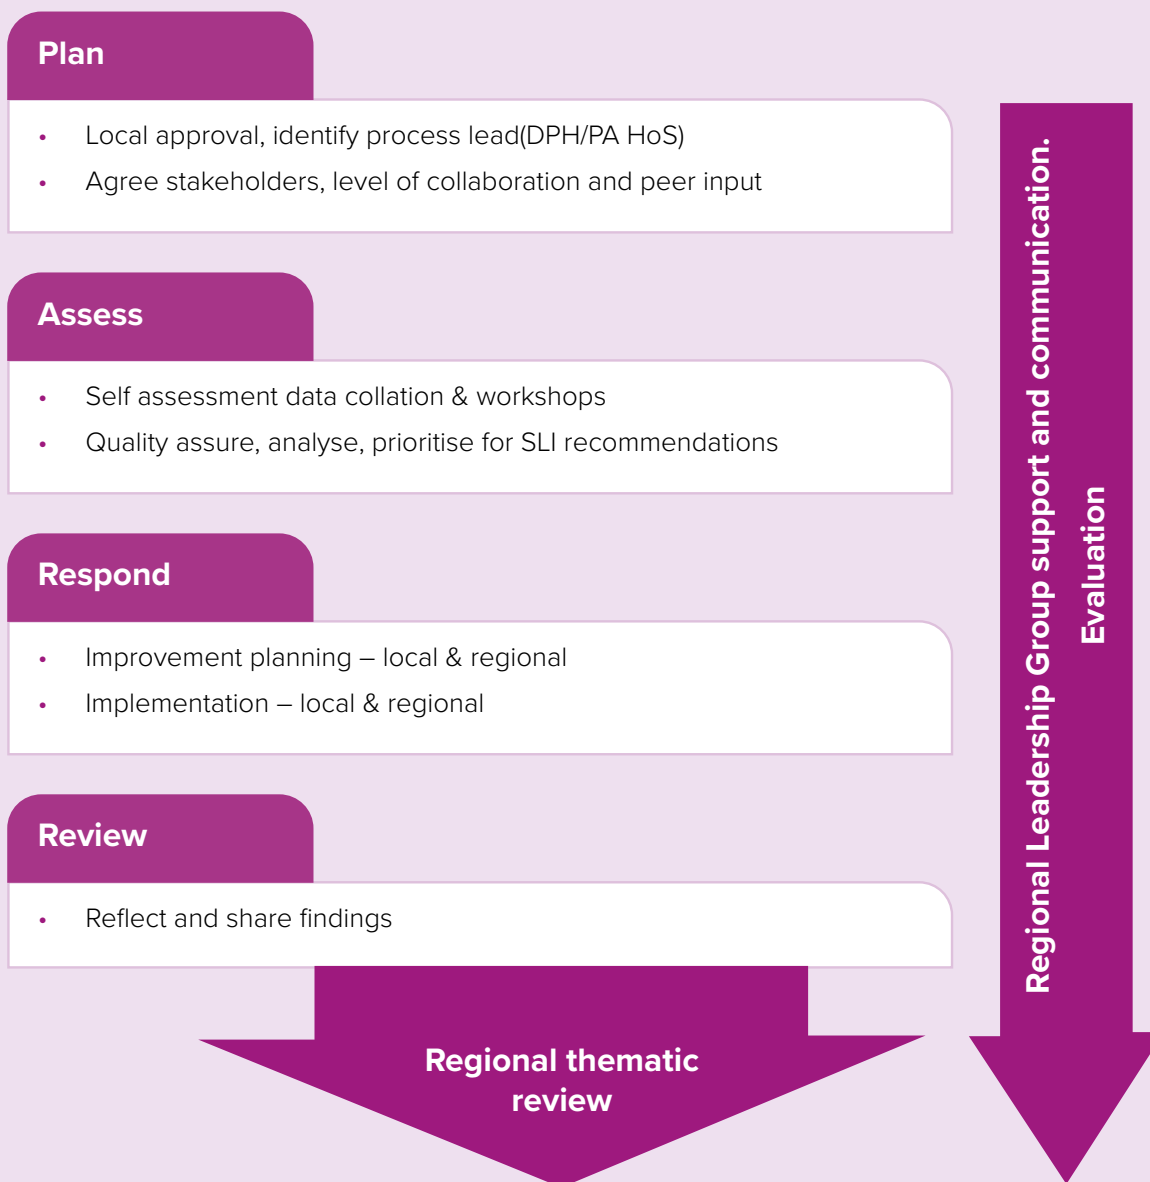 Plan
• Local approval, identify process lead(DPH/PA HoS)
• Agree stakeholders, level of collaboration and peer input
Assess
• Self assessment data collation & workshops
• Quality assure, analyse, prioritise for SLI recommendations
Respond
• Improvement planning – local & regional
• Implementation – local & regional
Review
• Reflect and share findings
Regional thematic
review
Regional Leadership Group support and communication.
Evaluation